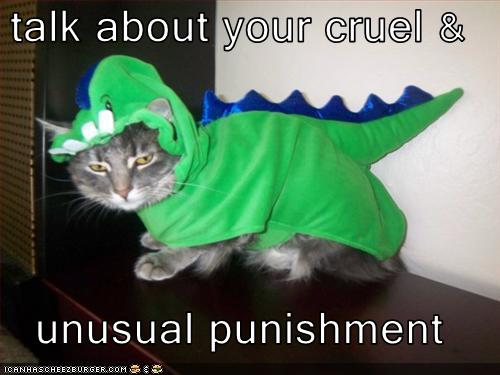 talk about your cruel &
unusual punishment
ICANHASCHEEZBURGER.COM